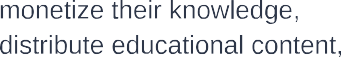 monetize their knowledge,
distribute educational content,